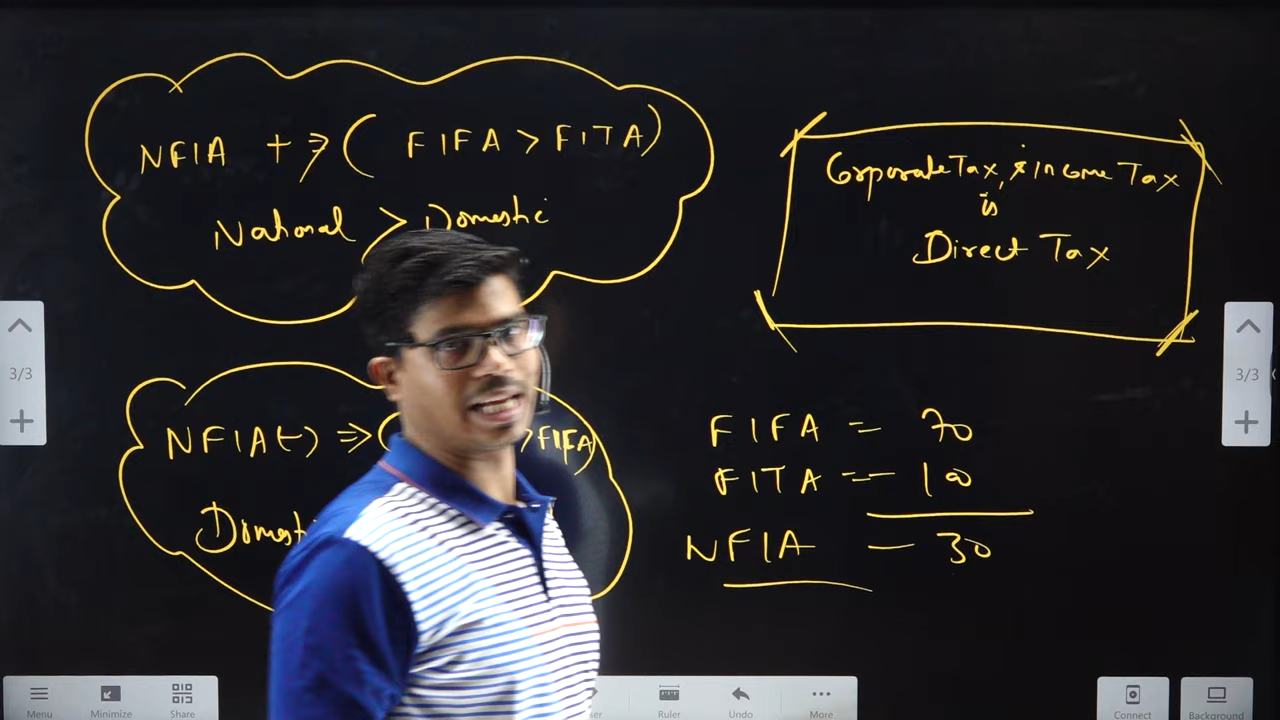 NFIA + ⇒ ( FIFA > FITA)
National > Domestic
Corporate Tax, & Income Tax
is
Direct Tax
NFIA(-) ⇒( >FIFA)
FIFA = 70
FITA = - 100
NFIA - 30
3/3
3/3
Menu
Minimize
Share
Ruler
Undo
More
Connect
Background